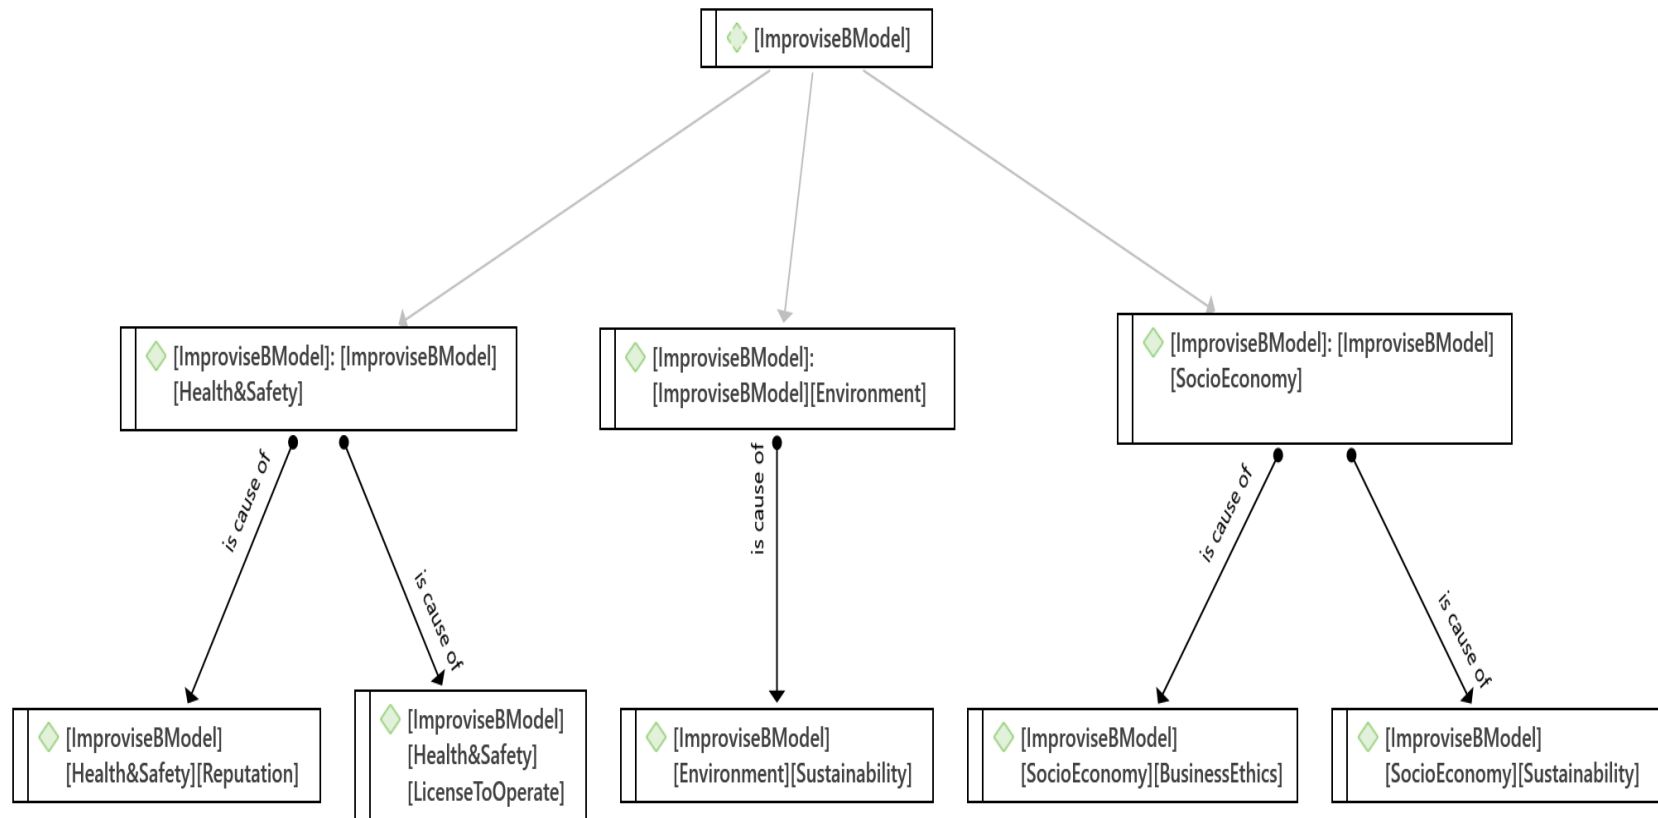 [ImproviseBModel]
[ImproviseBModel]: [ImproviseBModel]
[Health&Safety]
[ImproviseBModel]:
[ImproviseBModel][Environment]
[ImproviseBModel]: [ImproviseBModel]
[SocioEconomy]
is cause of
is cause of
is cause of
is cause of
is cause of
[ImproviseBModel]
[Health&Safety][Reputation]
[ImproviseBModel]
[Health&Safety]
[LicenseToOperate]
[ImproviseBModel]
[Environment][Sustainability]
[ImproviseBModel]
[SocioEconomy][BusinessEthics]
[ImproviseBModel]
[SocioEconomy][Sustainability]